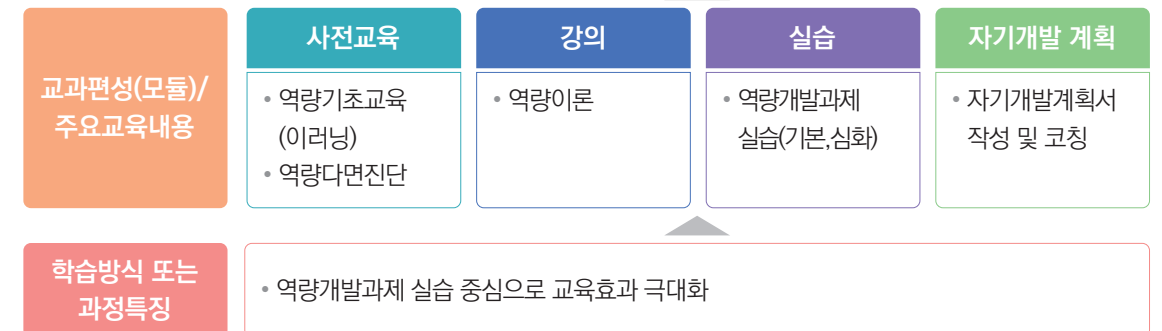 교과편성(모듈)/
주요교육내용
사전교육
• 역량기초교육
(이러닝)
• 역량다면진단
강의
• 역량이론
실습
• 역량개발과제
실습(기본,심화)
자기개발 계획
• 자기개발계획서
작성 및 코칭
학습방식 또는
과정특징
• 역량개발과제 실습 중심으로 교육효과 극대화